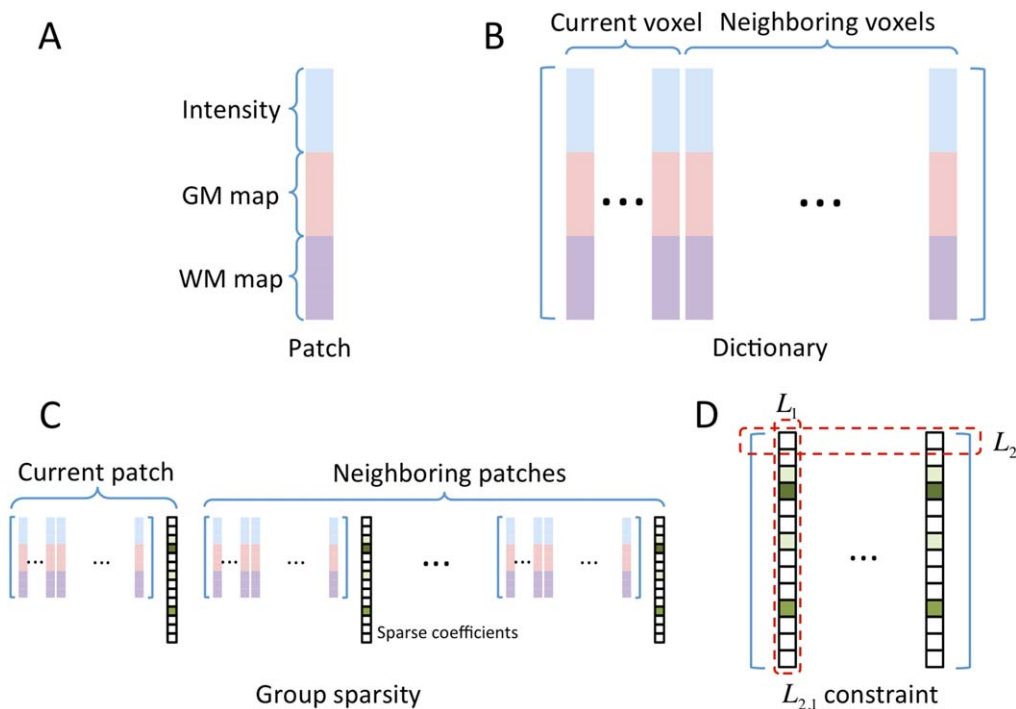 A
Intensity
GM map
WM map
Patch
B
Current voxel
Neighboring voxels
...
...
Dictionary
C
Current patch
Neighboring patches
...
...
...
...
...
...
...
Sparse coefficients
Group sparsity
D
L1
L2
...
L2,1 constraint